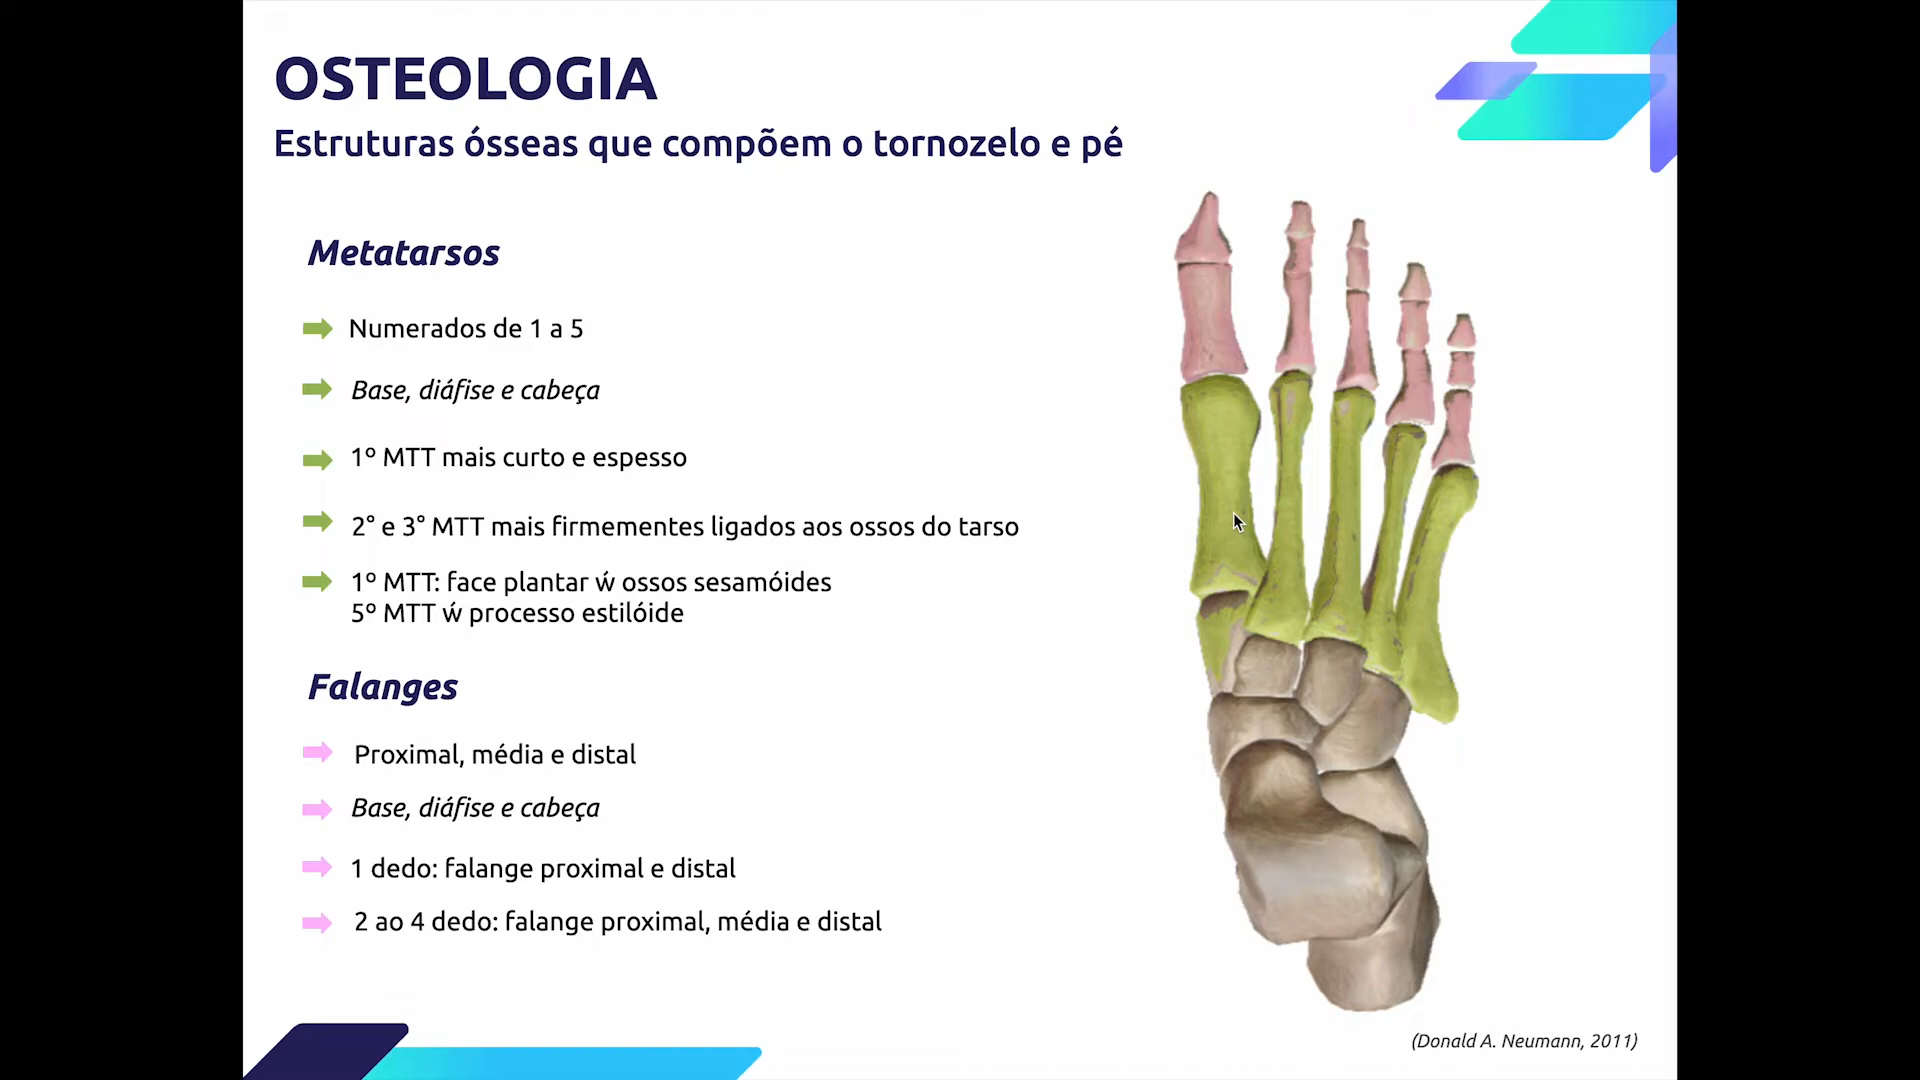 OSTEOLOGIA
Estruturas ósseas que compõem o tornozelo e pé
Metatarsos
Numerados de 1 a 5
Base, diáfise e cabeça
1º MTT mais curto e espesso
2° e 3° MTT mais firmementes ligados aos ossos do tarso
1º MTT: face plantar ẃ ossos sesamóides
5º MTT ẃ processo estilóide
Falanges
Proximal, média e distal
Base, diáfise e cabeça
1 dedo: falange proximal e distal
2 ao 4 dedo: falange proximal, média e distal
(Donald A. Neumann, 2011)